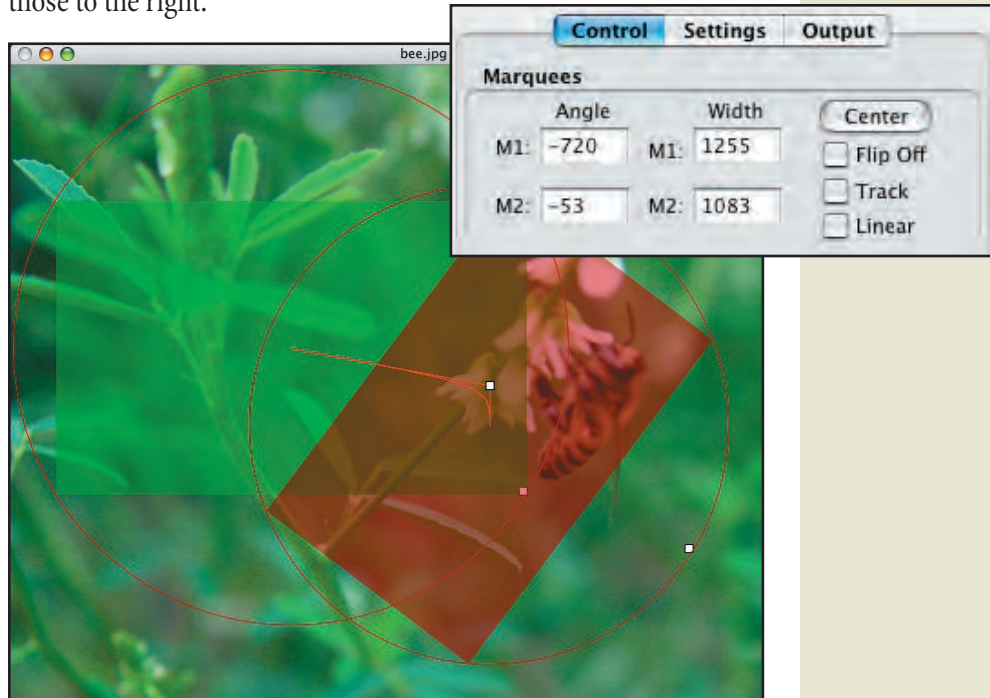 those to the right.
bee.jpg
Control Settings Output
Marquees
Angle Width Center
M1: -720 M1: 1255 Flip Off
Track
M2: -53 M2: 1083
Linear